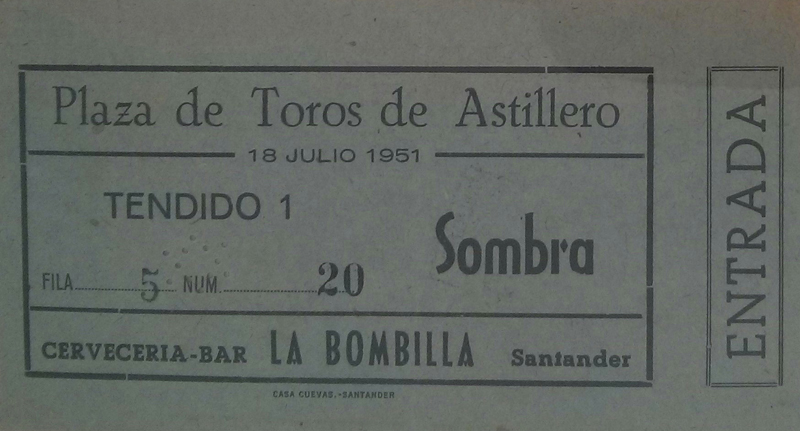 Plaza de Toros de Astillero
18 JULIO 1951
TENDIDO 1
Sombra
FILA 5 NUM. 20
CERVECERIA-BAR LA BOMBILLA Santander
CASA CUEVAS.-SANTANDER
ENTRADA